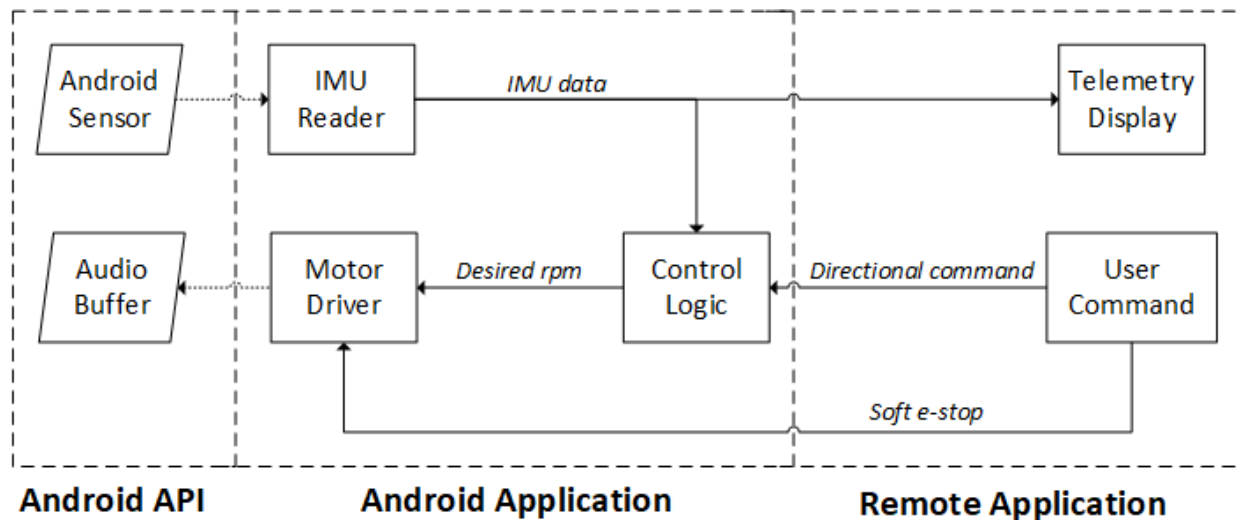 Android
Sensor
IMU
Reader
IMU data
Telemetry
Display
Audio
Buffer
Motor
Driver
Desired rpm
Control
Logic
Directional command
User
Command
Soft e-stop
Android API
Android Application
Remote Application